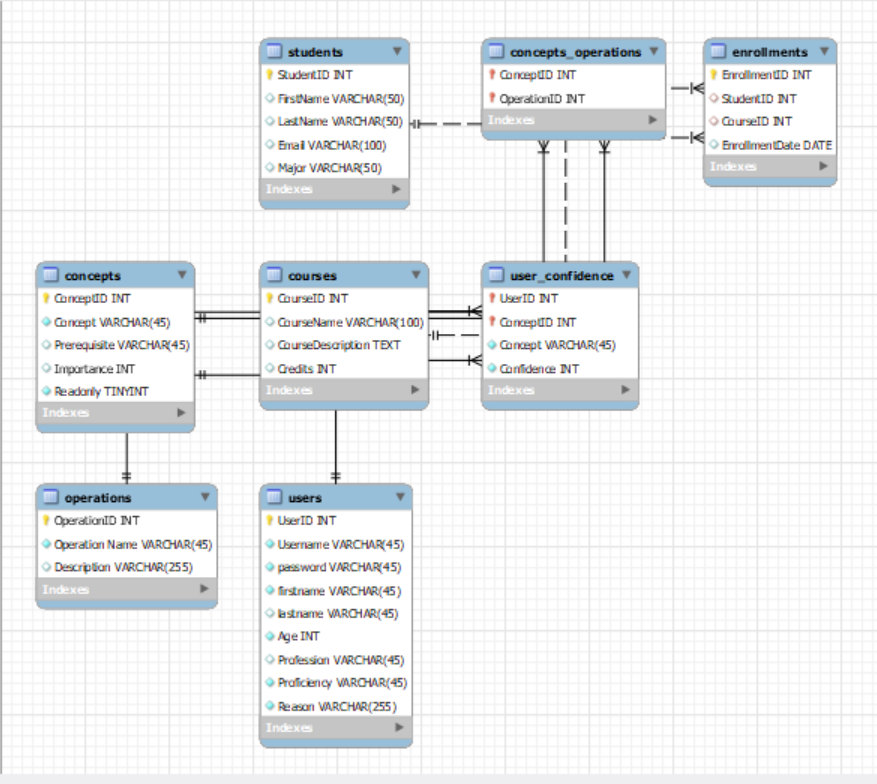 students
StudentID INT
FirstName VARCHAR(50)
LastName VARCHAR(50)
Email VARCHAR(100)
Major VARCHAR(50)
Indexes
concepts_operations
ConceptID INT
OperationID INT
Indexes
enrollments
EnrollmentID INT
StudentID INT
CourseID INT
EnrollmentDate DATE
Indexes
concepts
ConceptID INT
Concept VARCHAR(45)
Prerequisite VARCHAR(45)
Importance INT
Readonly TINYINT
Indexes
courses
CourseID INT
CourseName VARCHAR(100)
CourseDescription TEXT
Credits INT
Indexes
user_confidence
UserID INT
ConceptID INT
Concept VARCHAR(45)
Confidence INT
Indexes
operations
OperationID INT
Operation Name VARCHAR(45)
Description VARCHAR(255)
Indexes
users
UserID INT
Username VARCHAR(45)
password VARCHAR(45)
firstname VARCHAR(45)
lastname VARCHAR(45)
Age INT
Profession VARCHAR(45)
Proficiency VARCHAR(45)
Reason VARCHAR(255)
Indexes